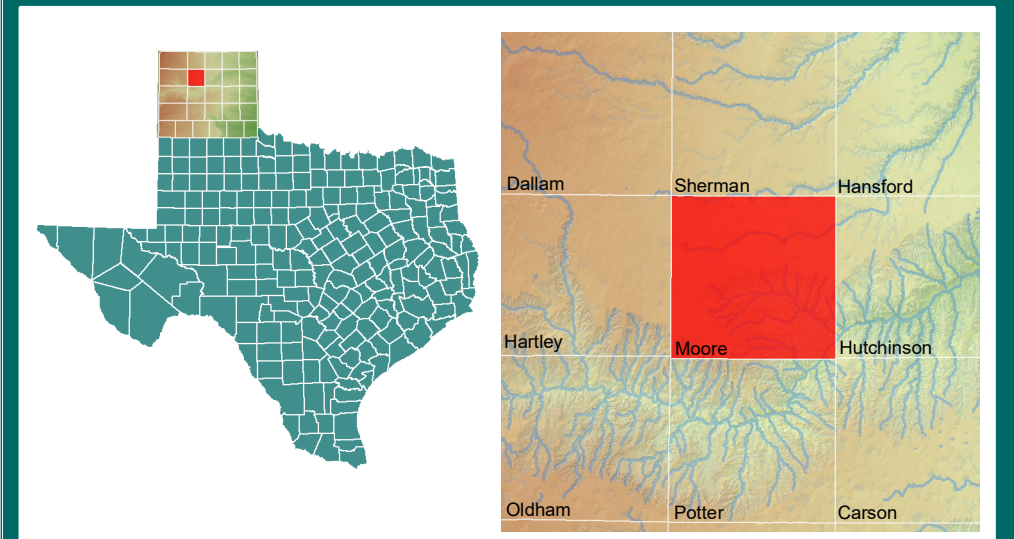 Dallam
Sherman
Hansford
Hartley
Moore
Hutchinson
Oldham
Potter
Carson